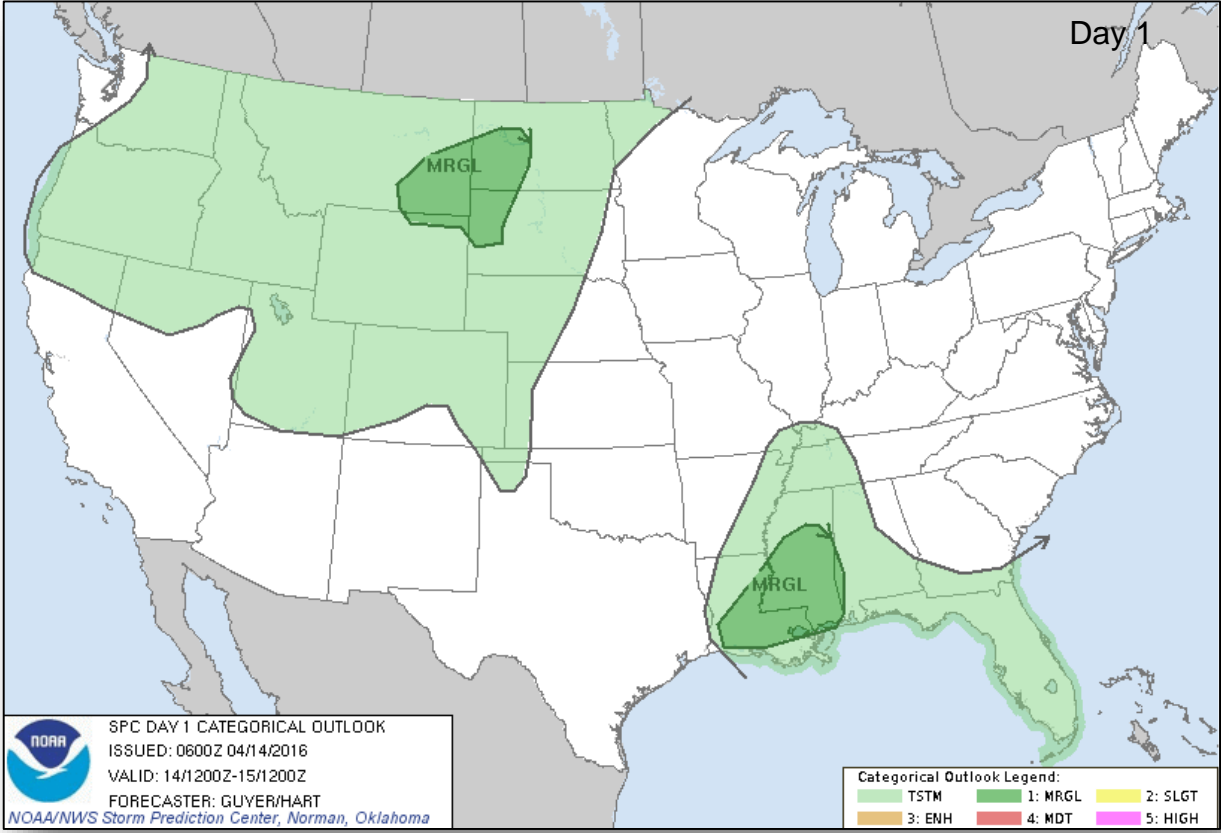 Day 1
MRGL
MRGL
NOAA
SPC DAY 1 CATEGORICAL OUTLOOK
ISSUED: 0600Z 04/14/2016
VALID: 14/1200Z-15/1200Z
FORECASTER: GUYER/HART
NOAA/NWS Storm Prediction Center, Norman, Oklahoma
Categorical Outlook Legend:
TSTM 1: MRGL 2: SLGT
3: ENH 4: MDT 5: HIGH